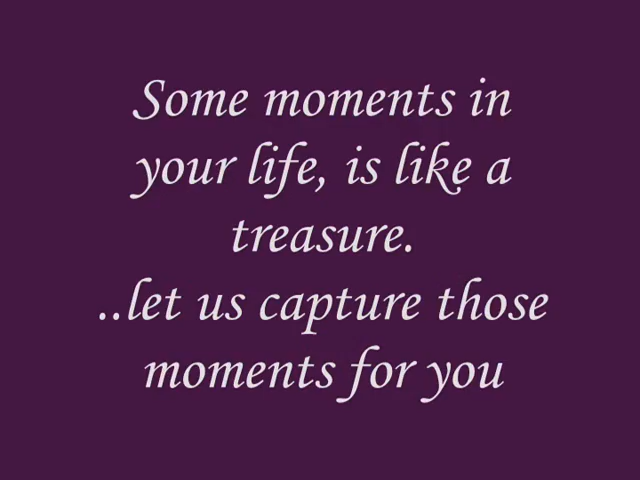 Some moments in
your life, is like a
treasure.
..let us capture those
moments for you